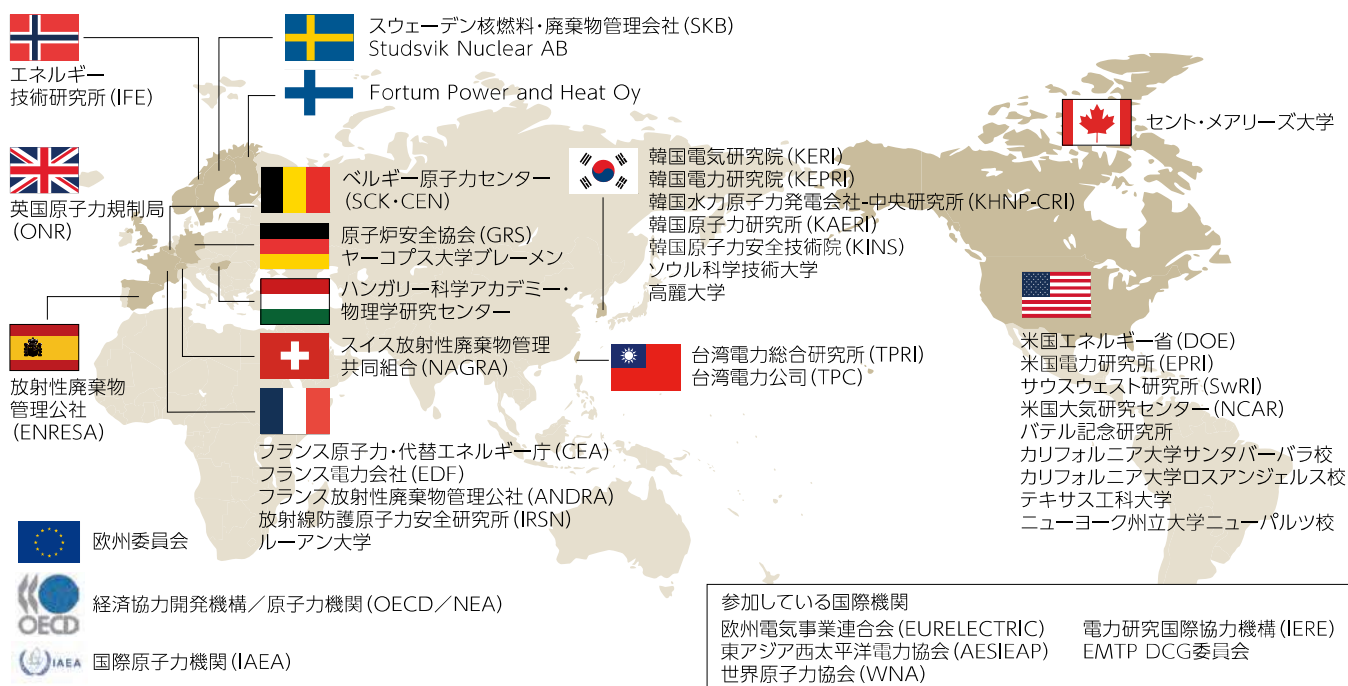 エネルギー
技術研究所(IFE)
スウェーデン核燃料・廃棄物管理会社(SKB)
Studsvik Nuclear AB
Fortum Power and Heat Oy
英国原子力規制局
(ONR)
ベルギー原子力センター
(SCK・CEN)
原子炉安全協会(GRS)
ヤーコプス大学ブレーメン
ハンガリー科学アカデミー・
物理学研究センター
スイス放射性廃棄物管理
共同組合(NAGRA)
放射性廃棄物
管理公社
(ENRESA)
フランス原子力・代替エネルギー庁(CEA)
フランス電力会社(EDF)
フランス放射性廃棄物管理公社(ANDRA)
放射線防護原子力安全研究所(IRSN)
ルーアン大学
韓国電気研究院(KERI)
韓国電力研究院(KEPRI)
韓国水力原子力発電会社-中央研究所(KHNP-CRI)
韓国原子力研究所(KAERI)
韓国原子力安全技術院(KINS)
ソウル科学技術大学
高麗大学
台湾電力総合研究所(TPRI)
台湾電力公司(TPC)
セント・メアリーズ大学
米国エネルギー省(DOE)
米国電力研究所(EPRI)
サウスウェスト研究所(SwRI)
米国大気研究センター(NCAR)
バテル記念研究所
カリフォルニア大学サンタバーバラ校
カリフォルニア大学ロスアンジェルス校
テキサス工科大学
ニューヨーク州立大学ニューパルツ校
欧州委員会
OECD
経済協力開発機構/原子力機関(OECD/NEA)
IAEA
国際原子力機関(IAEA)
参加している国際機関
欧州電気事業連合会(EURELECTRIC)
東アジア西太平洋電力協会(AESIEAP)
世界原子力協会(WNA)
電力研究国際協力機構(IERE)
EMTP DCG委員会